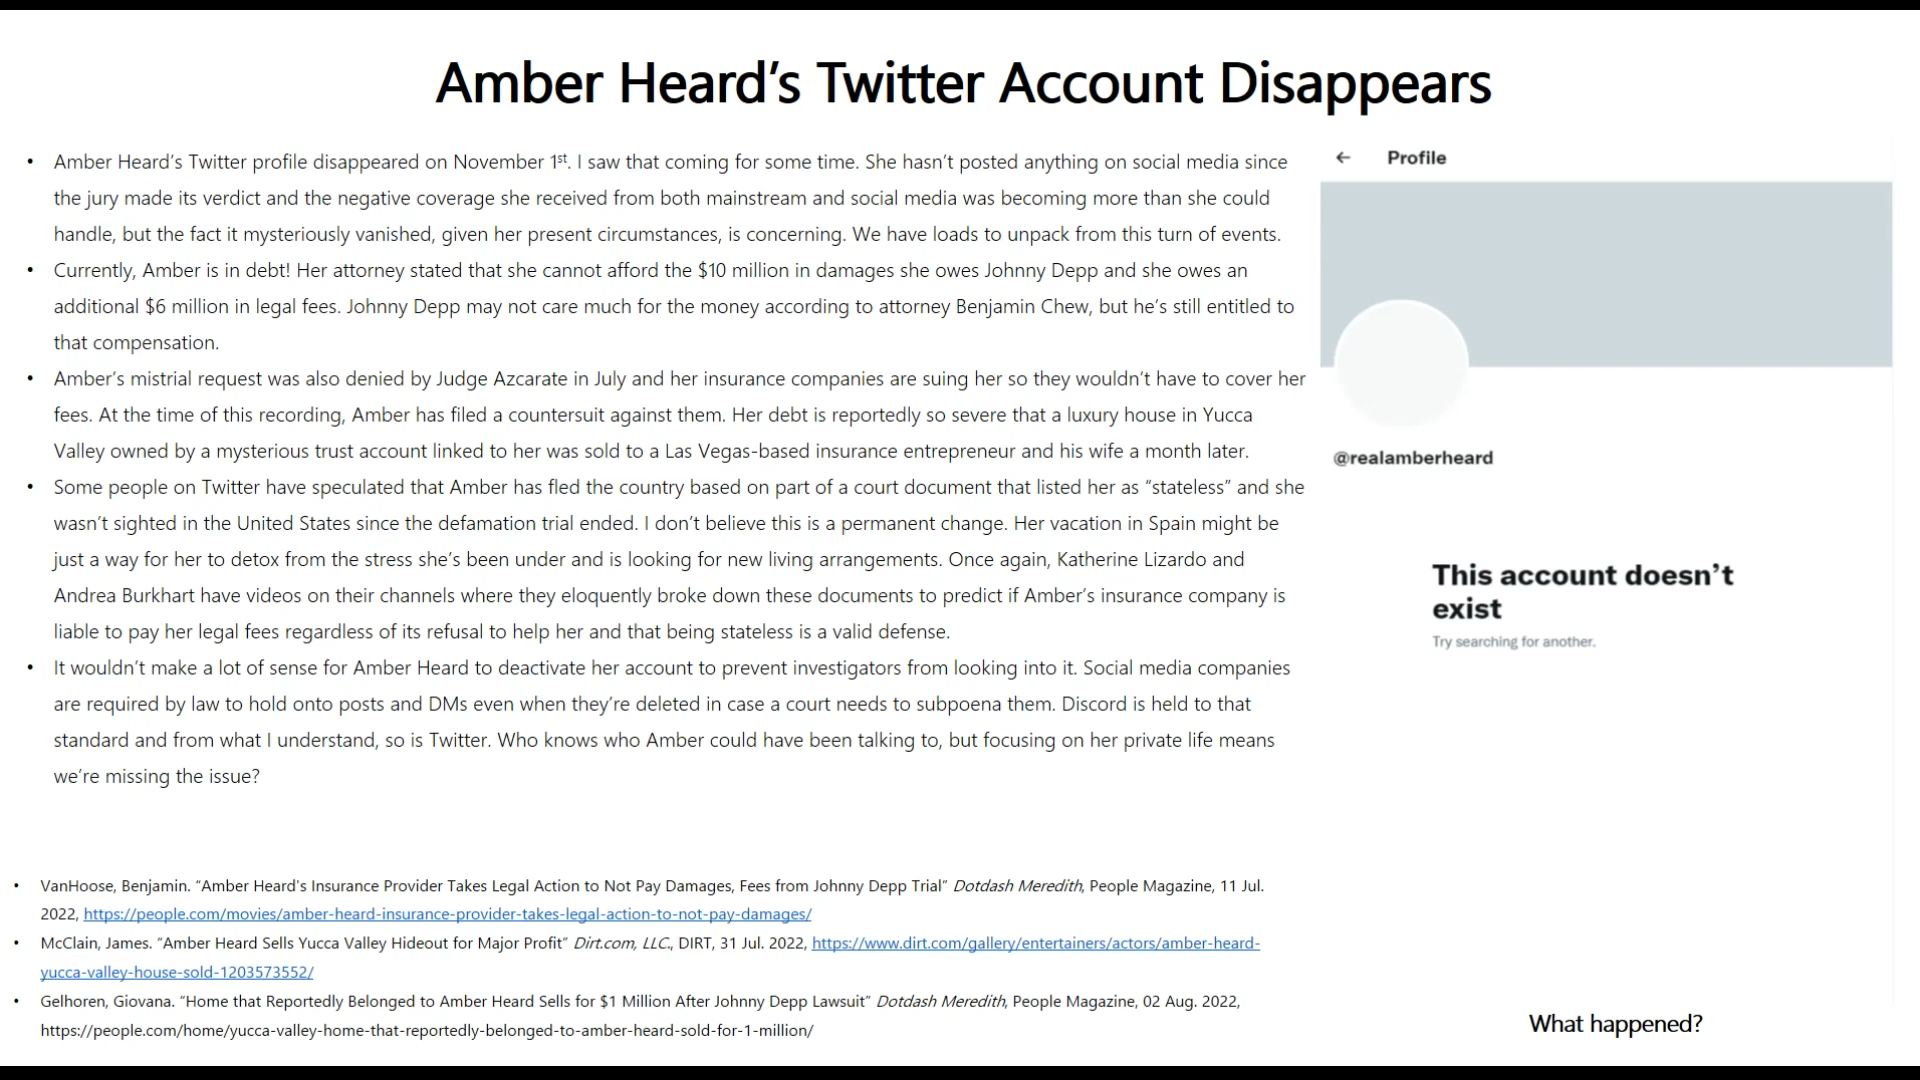 Amber Heard's Twitter Account Disappears
• Amber Heard's Twitter profile disappeared on November 1st. I saw that coming for some time. She hasn't posted anything on social media since
the jury made its verdict and the negative coverage she received from both mainstream and social media was becoming more than she could
handle, but the fact it mysteriously vanished, given her present circumstances, is concerning. We have loads to unpack from this turn of events.
• Currently, Amber is in debt! Her attorney stated that she cannot afford the $10 million in damages she owes Johnny Depp and she owes an
additional $6 million in legal fees. Johnny Depp may not care much for the money according to attorney Benjamin Chew, but he's still entitled to
that compensation.
• Amber's mistrial request was also denied by Judge Azcarate in July and her insurance companies are suing her so they wouldn't have to cover her
fees. At the time of this recording, Amber has filed a countersuit against them. Her debt is reportedly so severe that a luxury house in Yucca
Valley owned by a mysterious trust account linked to her was sold to a Las Vegas-based insurance entrepreneur and his wife a month later.
• Some people on Twitter have speculated that Amber has fled the country based on part of a court document that listed her as "stateless" and she
wasn't sighted in the United States since the defamation trial ended. I don't believe this is a permanent change. Her vacation in Spain might be
just a way for her to detox from the stress she's been under and is looking for new living arrangements. Once again, Katherine Lizardo and
Andrea Burkhart have videos on their channels where they eloquently broke down these documents to predict if Amber's insurance company is
liable to pay her legal fees regardless of its refusal to help her and that being stateless is a valid defense.
• It wouldn't make a lot of sense for Amber Heard to deactivate her account to prevent investigators from looking into it. Social media companies
are required by law to hold onto posts and DMs even when they're deleted in case a court needs to subpoena them. Discord is held to that
standard and from what I understand, so is Twitter. Who knows who Amber could have been talking to, but focusing on her private life means
we're missing the issue?
• VanHoose, Benjamin. "Amber Heard's Insurance Provider Takes Legal Action to Not Pay Damages, Fees from Johnny Depp Trial" Dotdash Meredith, People Magazine, 11 Jul.
2022, https://people.com/movies/amber-heard-insurance-provider-takes-legal-action-to-not-pay-damages/
• McClain, James. "Amber Heard Sells Yucca Valley Hideout for Major Profit" Dirt.com, LLC., DIRT, 31 Jul. 2022, https://www.dirt.com/gallery/entertainers/actors/amber-heard-
yucca-valley-house-sold-1203573552/
• Gelhoren, Giovana. "Home that Reportedly Belonged to Amber Heard Sells for $1 Million After Johnny Depp Lawsuit" Dotdash Meredith, People Magazine, 02 Aug. 2022,
https://people.com/home/yucca-valley-home-that-reportedly-belonged-to-amber-heard-sold-for-1-million/
← Profile
@realamberheard
This account doesn't
exist
Try searching for another.
What happened?